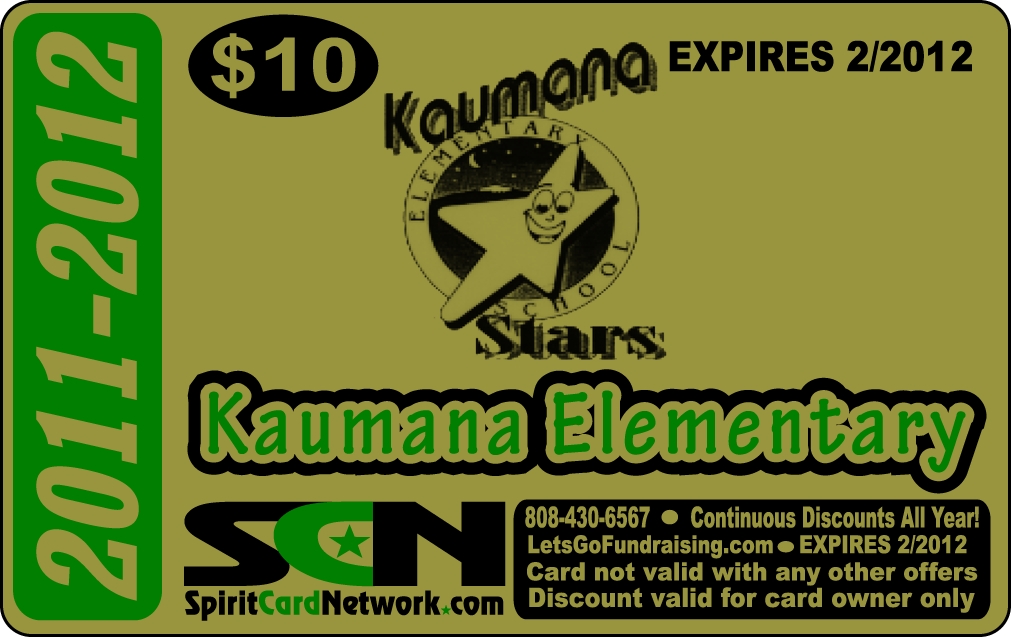 2011-2012
$10
EXPIRES 2/2012
Kaumana
ELEMENTARY
SCHOOL
Stars
Kaumana Elementary
SCN
SpiritCardNetwork.com
808-430-6567 ● Continuous Discounts All Year!
LetsGoFundraising.com ● EXPIRES 2/2012
Card not valid with any other offers
Discount valid for card owner only